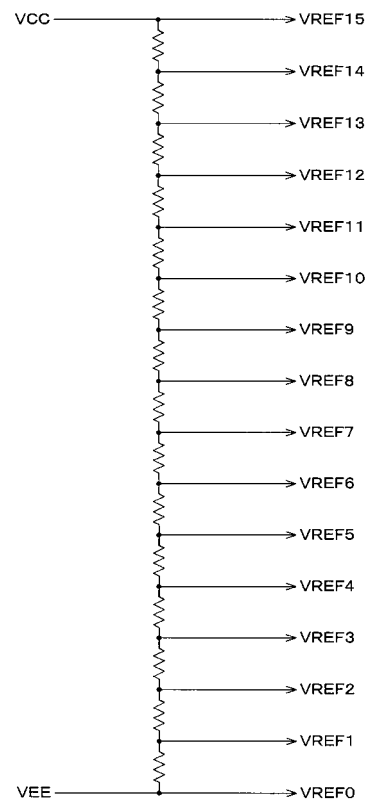 VCC VREF15
VREF14
VREF13
VREF12
VREF11
VREF10
VREF9
VREF8
VREF7
VREF6
VREF5
VREF4
VREF3
VREF2
VREF1
VEE VREF0